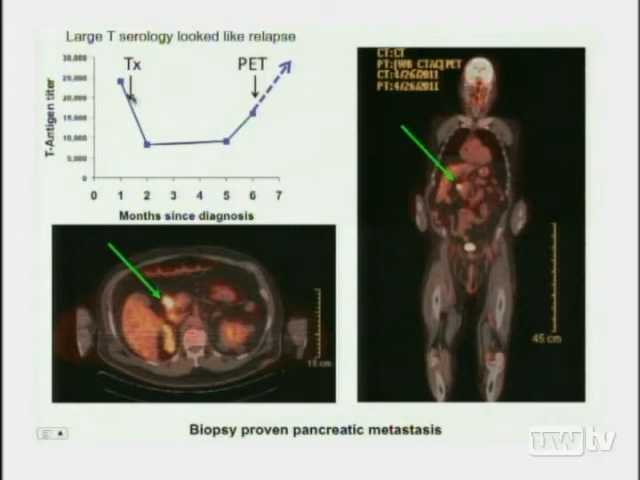 Large T serology looked like relapse
Tx
PET
30,000
25,000
20,000
15,000
10,000
5,000
0
T-Antigen titer
0 1 2 3 4 5 6 7
Months since diagnosis
CT:CT
PT:[WB CTAC] PET
CT:4/26/2011
PT:4/26/2011
45 cm
15 cm
Biopsy proven pancreatic metastasis
uwtv